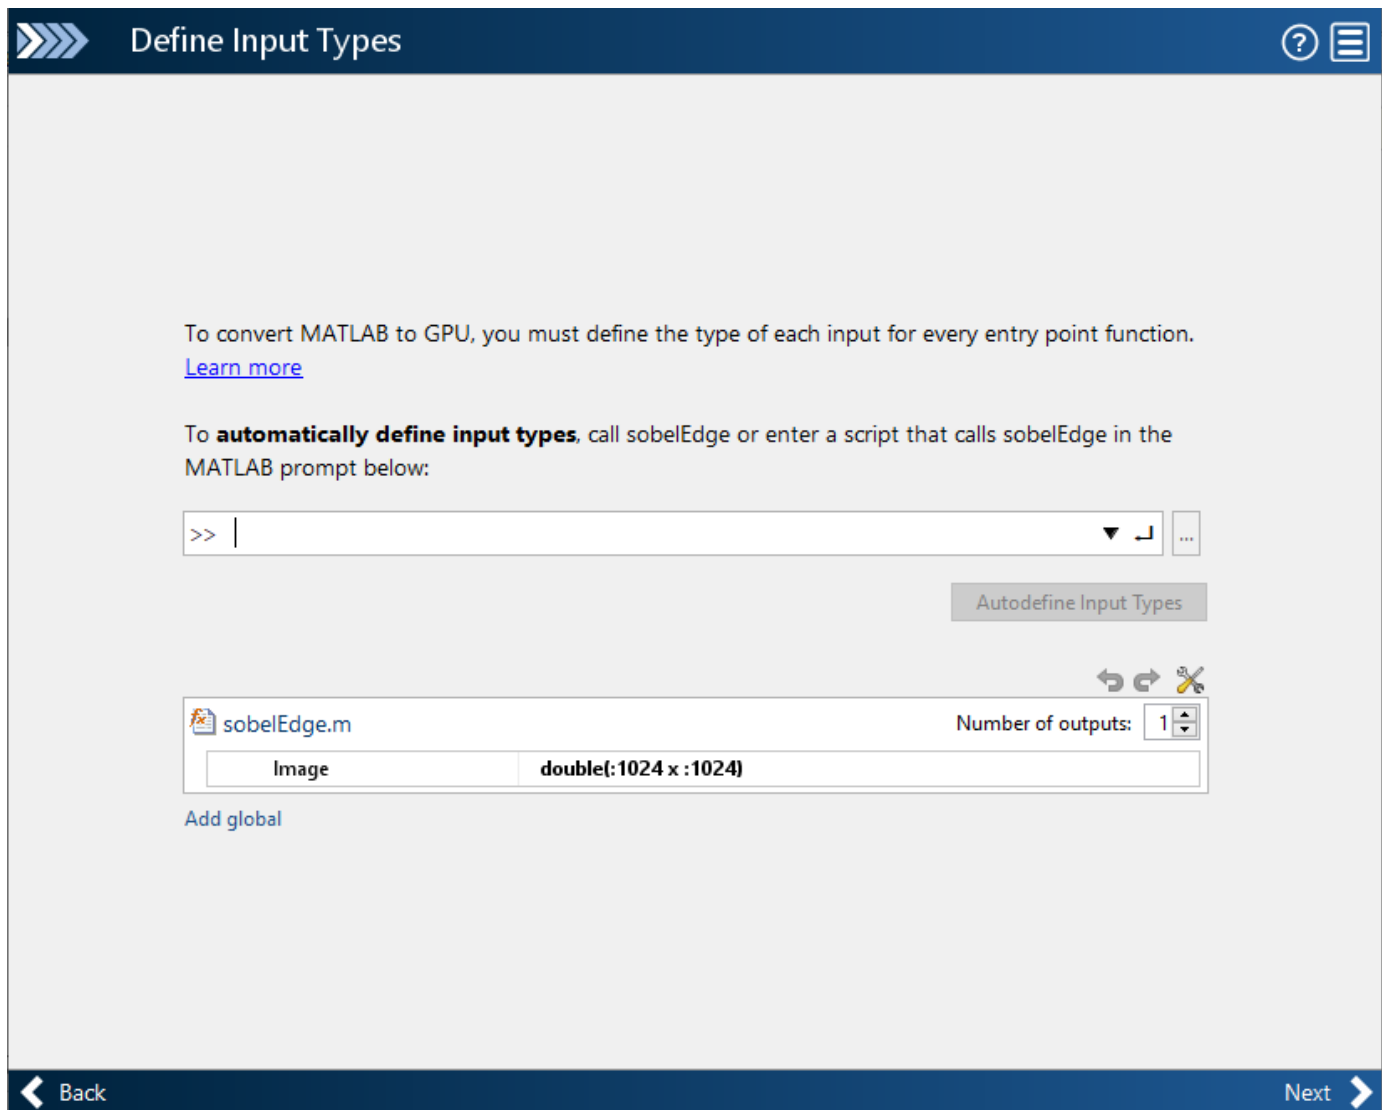 Define Input Types
To convert MATLAB to GPU, you must define the type of each input for every entry point function.
Learn more
To automatically define input types, call sobelEdge or enter a script that calls sobelEdge in the
MATLAB prompt below:
>>
...
Autodefine Input Types
sobelEdge.m Number of outputs: 1
Image double(:1024 x :1024)
Add global
Back Next